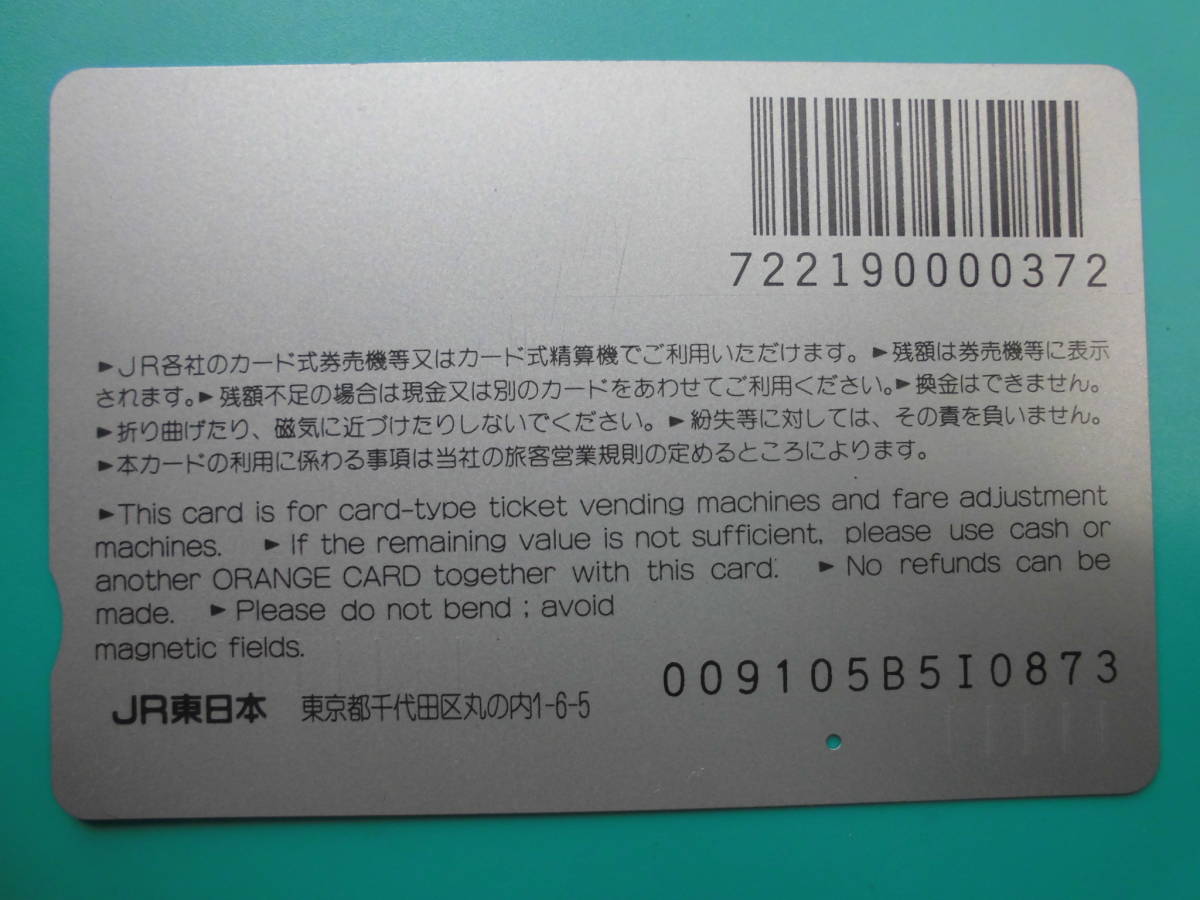 722190000372
►JR各社のカード式券売機等又はカード式精算機でご利用いただけます。►残額は券売機等に表示
されます。►残額不足の場合は現金又は別のカードをあわせてご利用ください。►換金はできません。
►折り曲げたり、磁気に近づけたりしないでください。►紛失等に対しては、その責を負いません。
►本カードの利用に係わる事項は当社の旅客営業規則の定めるところによります。
►This card is for card-type ticket vending machines and fare adjustment
machines. ►If the remaining value is not sufficient, please use cash or
another ORANGE CARD together with this card. ►No refunds can be
made. ►Please do not bend ; avoid
magnetic fields.
009105B5I0873
JR東日本 東京都千代田区丸の内1-6-5